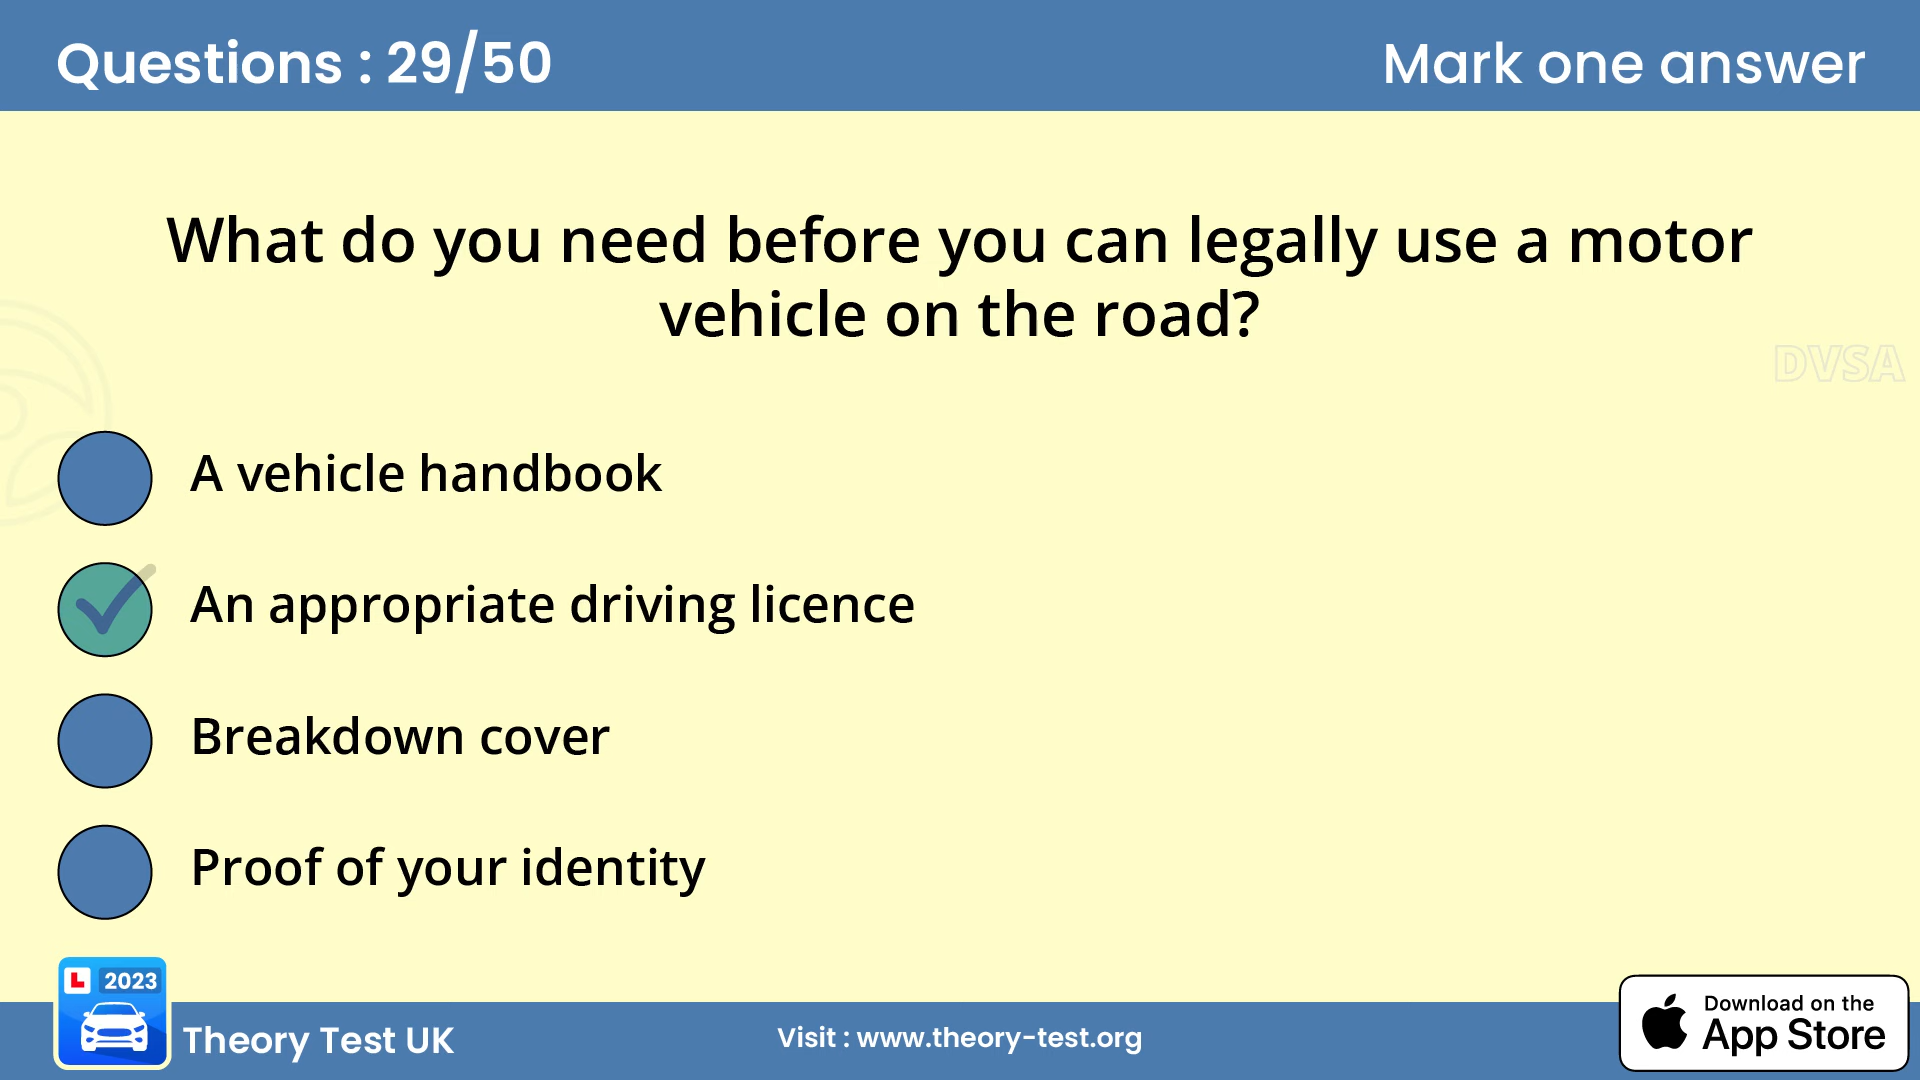 Questions : 29/50
Mark one answer
What do you need before you can legally use a motor
vehicle on the road?
DVSA
A vehicle handbook
An appropriate driving licence
Breakdown cover
Proof of your identity
L 2023
Theory Test UK
Visit : www.theory-test.org
Download on the
App Store